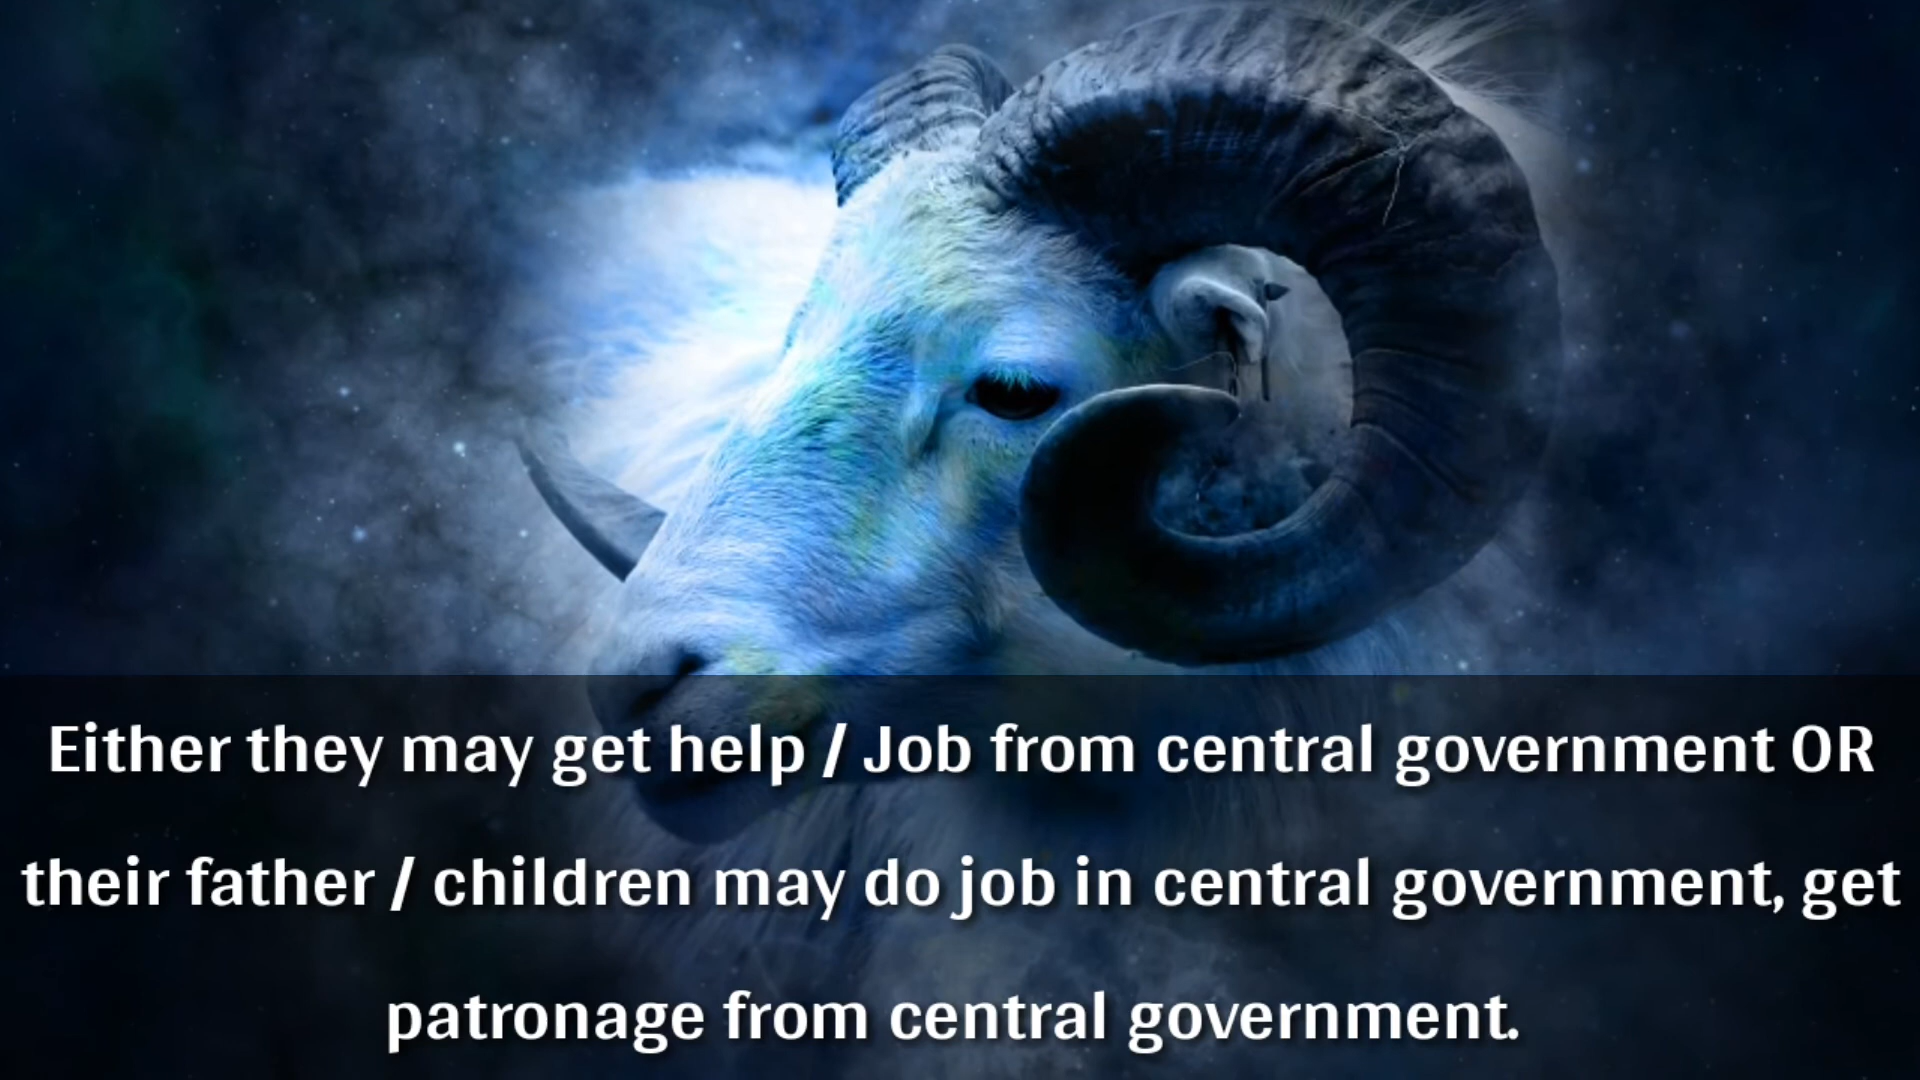 Either they may get help / Job from central government OR
their father / children may do job in central government, get
patronage from central government.